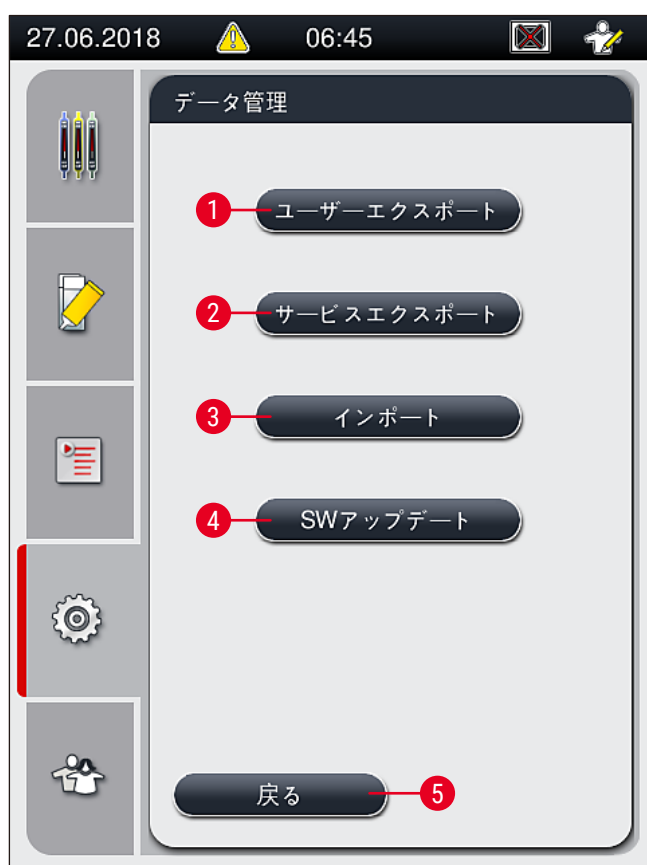 27.06.2018 06:45
データ管理
1 ユーザーエクスポート
2 サービスエクスポート
3 インポート
4 SWアップデート
戻る 5